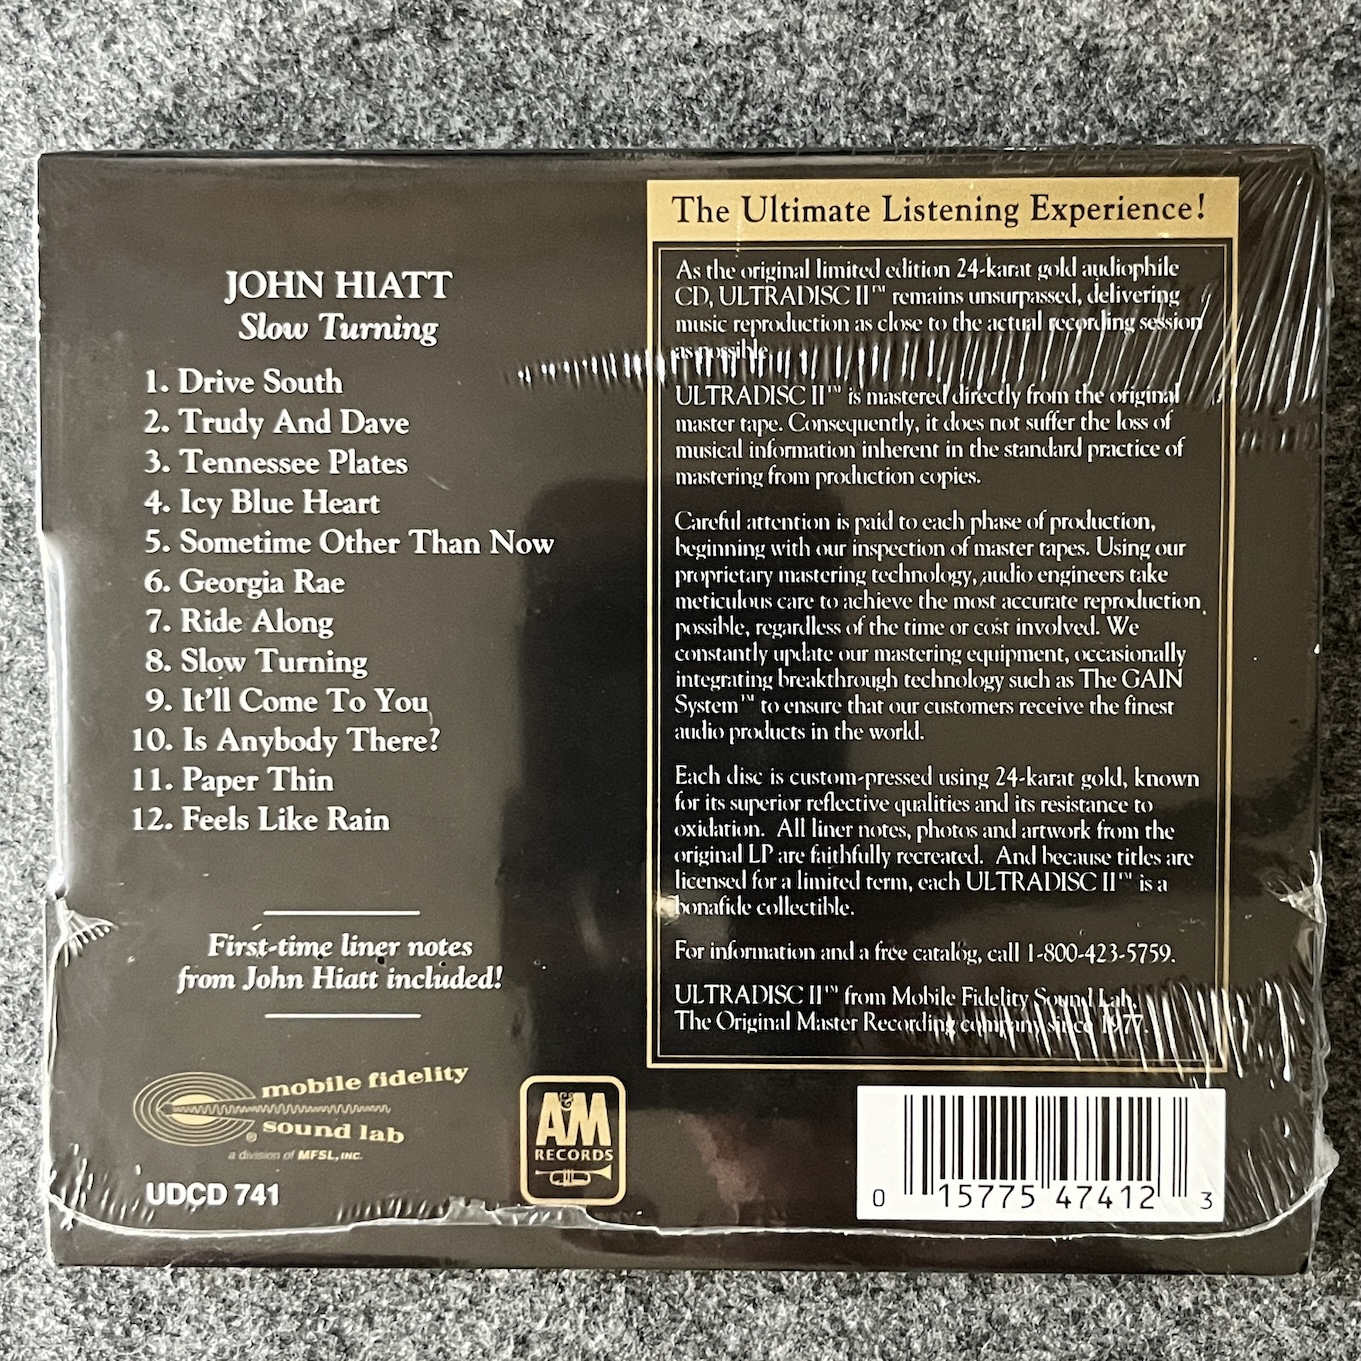 JOHN HIATT
Slow Turning
1. Drive South
2. Trudy And Dave
3. Tennessee Plates
4. Icy Blue Heart
5. Sometime Other Than Now
6. Georgia Rae
7. Ride Along
8. Slow Turning
9. It'll Come To You
10. Is Anybody There?
11. Paper Thin
12. Feels Like Rain
First-time liner notes
from John Hiatt included!
mobile fidelity
sound lab
®
a division of MFSL, INC.
UDCD 741
A&M
RECORDS
The Ultimate Listening Experience!
As the original limited edition 24-karat gold audiophile
CD, ULTRADISC II™ remains unsurpassed, delivering
music reproduction as close to the actual recording session
as possible.
ULTRADISC II™ is mastered directly from the original
master tape. Consequently, it does not suffer the loss of
musical information inherent in the standard practice of
mastering from production copies.
Careful attention is paid to each phase of production,
beginning with our inspection of master tapes. Using our
proprietary mastering technology, audio engineers take
meticulous care to achieve the most accurate reproduction
possible, regardless of the time or cost involved. We
constantly update our mastering equipment, occasionally
integrating breakthrough technology such as The GAIN
System™ to ensure that our customers receive the finest
audio products in the world.
Each disc is custom-pressed using 24-karat gold, known
for its superior reflective qualities and its resistance to
oxidation. All liner notes, photos and artwork from the
original LP are faithfully recreated. And because titles are
licensed for a limited term, each ULTRADISC II™ is a
bonafide collectible.
For information and a free catalog, call 1-800-423-5759.
ULTRADISC II™ from Mobile Fidelity Sound Lab,
The Original Master Recording company since 1977.
0 15775 47412 3